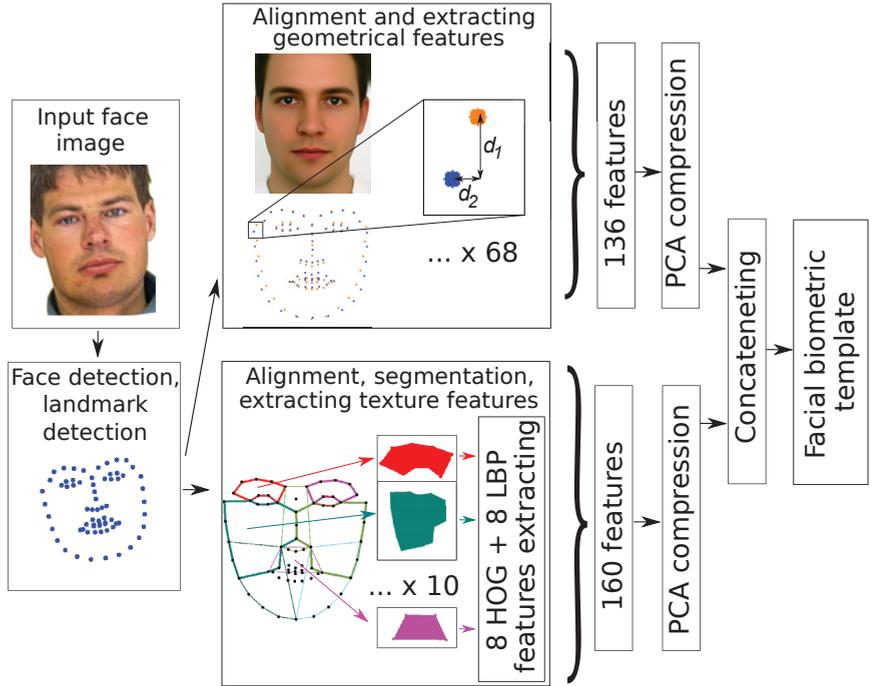 Input face
image
Face detection,
landmark
detection
Alignment and extracting
geometrical features
d1
d2
... x 68
136 features
PCA compression
Alignment, segmentation,
extracting texture features
... x 10
8 HOG + 8 LBP
features extracting
160 features
PCA compression
Concateneting
Facial biometric
template